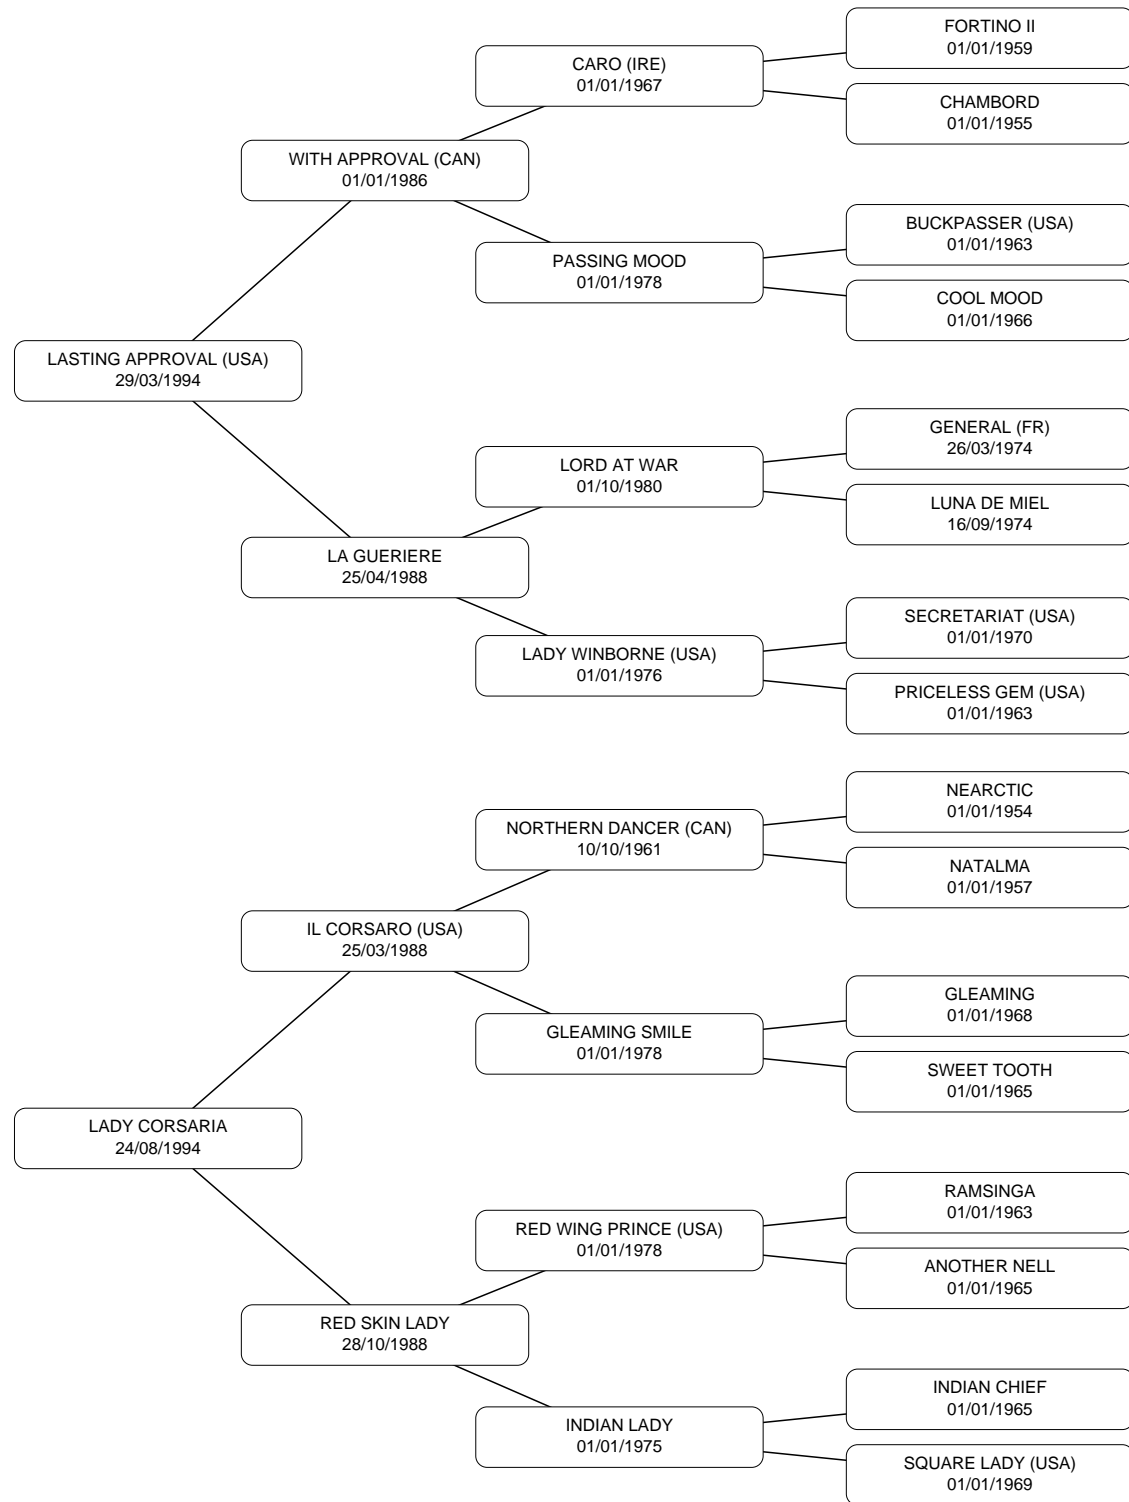 FORTINO II
01/01/1959
CARO (IRE)
01/01/1967
CHAMBORD
01/01/1955
WITH APPROVAL (CAN)
01/01/1986
BUCKPASSER (USA)
01/01/1963
PASSING MOOD
01/01/1978
COOL MOOD
01/01/1966
LASTING APPROVAL (USA)
29/03/1994
GENERAL (FR)
26/03/1974
LORD AT WAR
01/10/1980
LUNA DE MIEL
16/09/1974
LA GUERIERE
25/04/1988
SECRETARIAT (USA)
01/01/1970
LADY WINBORNE (USA)
01/01/1976
PRICELESS GEM (USA)
01/01/1963
NEARCTIC
01/01/1954
NORTHERN DANCER (CAN)
10/10/1961
NATALMA
01/01/1957
IL CORSARO (USA)
25/03/1988
GLEAMING
01/01/1968
GLEAMING SMILE
01/01/1978
SWEET TOOTH
01/01/1965
LADY CORSARIA
24/08/1994
RAMSINGA
01/01/1963
RED WING PRINCE (USA)
01/01/1978
ANOTHER NELL
01/01/1965
RED SKIN LADY
28/10/1988
INDIAN CHIEF
01/01/1965
INDIAN LADY
01/01/1975
SQUARE LADY (USA)
01/01/1969